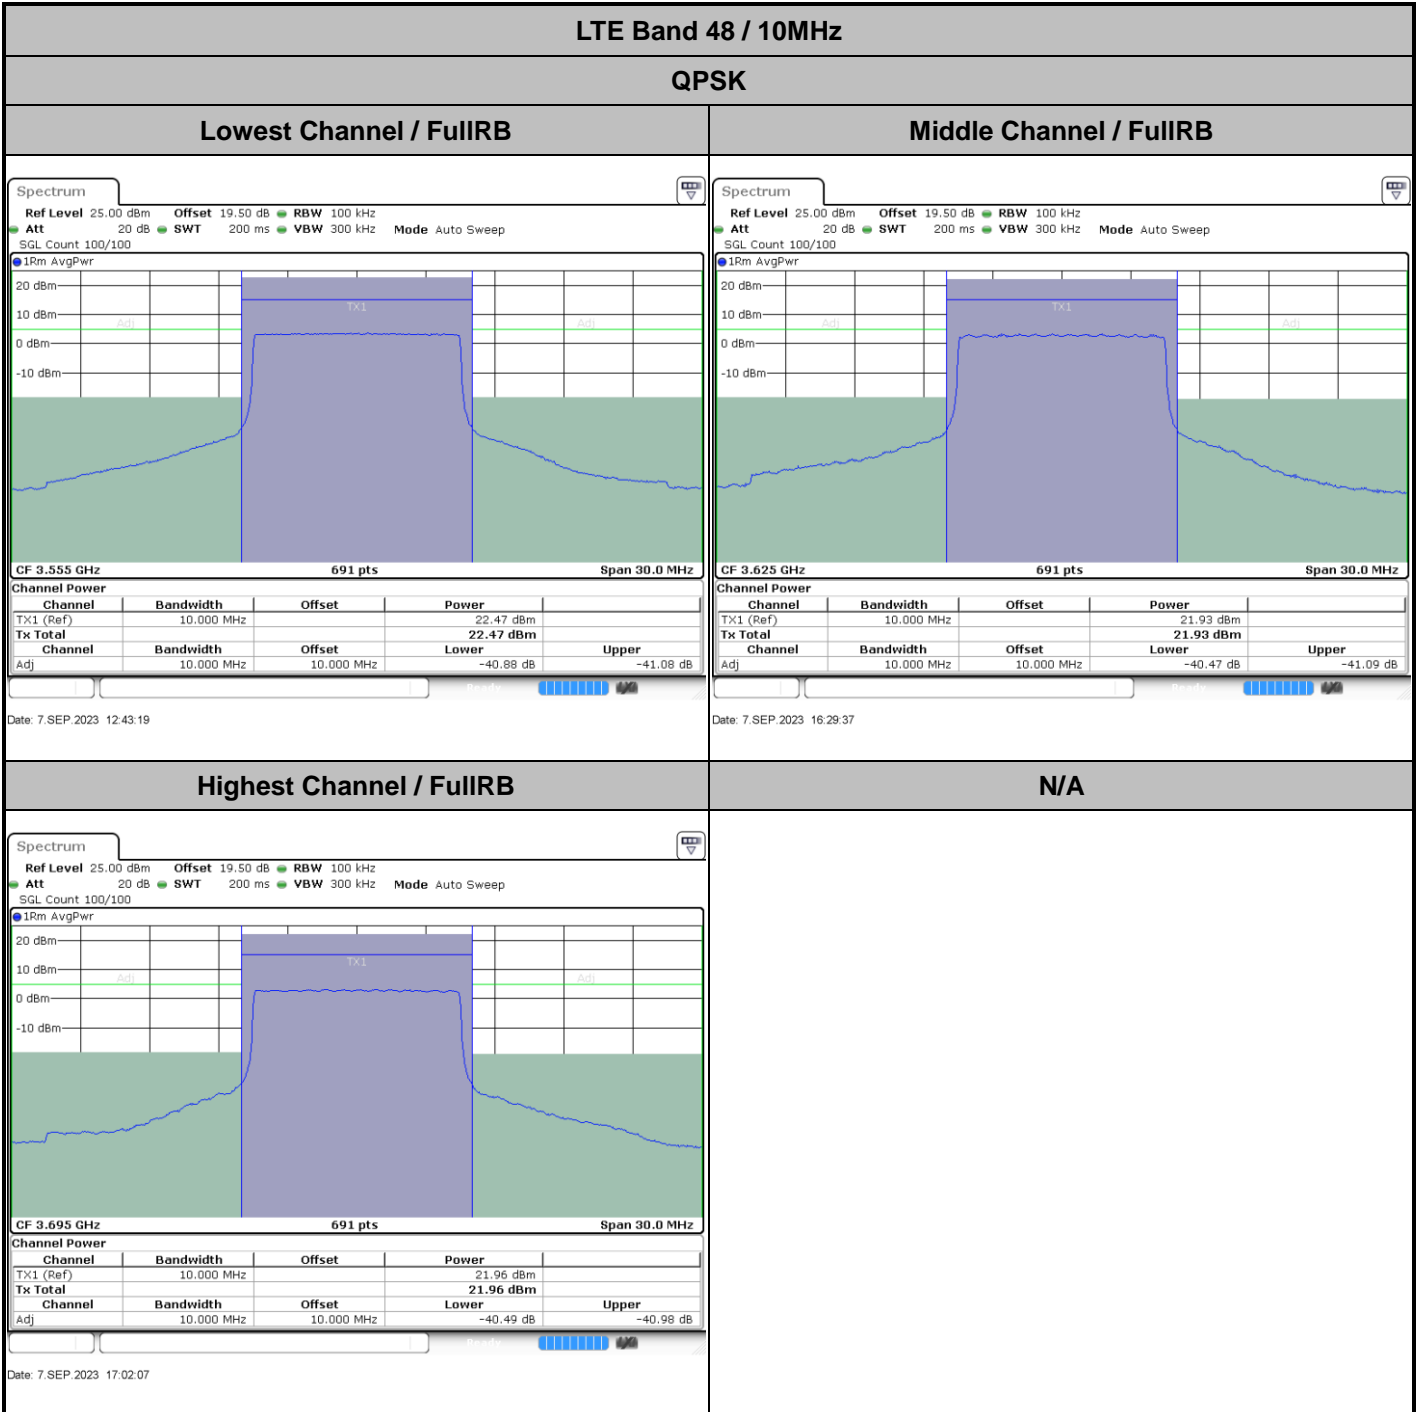 LTE Band 48 / 10MHz
QPSK
Lowest Channel / FullRB
Middle Channel / FullRB
Spectrum
Ref Level 25.00 dBm Offset 19.50 dB RBW 100 kHz
Att 20 dB SWT 200 ms VBW 300 kHz Mode Auto Sweep
SGL Count 100/100
1Rm AvgPwr
20 dBm
10 dBm
0 dBm
-10 dBm
Adj
TX1
Adj
CF 3.555 GHz 691 pts Span 30.0 MHz
Channel Power
Channel Bandwidth Offset Power
TX1 (Ref) 10.000 MHz 22.47 dBm
Tx Total 22.47 dBm
Channel Bandwidth Offset Lower Upper
Adj 10.000 MHz 10.000 MHz -40.88 dB -41.08 dB
Ready
Date: 7.SEP.2023 12:43:19
Spectrum
Ref Level 25.00 dBm Offset 19.50 dB RBW 100 kHz
Att 20 dB SWT 200 ms VBW 300 kHz Mode Auto Sweep
SGL Count 100/100
1Rm AvgPwr
20 dBm
10 dBm
0 dBm
-10 dBm
Adj
TX1
Adj
CF 3.625 GHz 691 pts Span 30.0 MHz
Channel Power
Channel Bandwidth Offset Power
TX1 (Ref) 10.000 MHz 21.93 dBm
Tx Total 21.93 dBm
Channel Bandwidth Offset Lower Upper
Adj 10.000 MHz 10.000 MHz -40.47 dB -41.09 dB
Ready
Date: 7.SEP.2023 16:29:37
Highest Channel / FullRB
N/A
Spectrum
Ref Level 25.00 dBm Offset 19.50 dB RBW 100 kHz
Att 20 dB SWT 200 ms VBW 300 kHz Mode Auto Sweep
SGL Count 100/100
1Rm AvgPwr
20 dBm
10 dBm
0 dBm
-10 dBm
Adj
TX1
Adj
CF 3.695 GHz 691 pts Span 30.0 MHz
Channel Power
Channel Bandwidth Offset Power
TX1 (Ref) 10.000 MHz 21.96 dBm
Tx Total 21.96 dBm
Channel Bandwidth Offset Lower Upper
Adj 10.000 MHz 10.000 MHz -40.49 dB -40.98 dB
Ready
Date: 7.SEP.2023 17:02:07